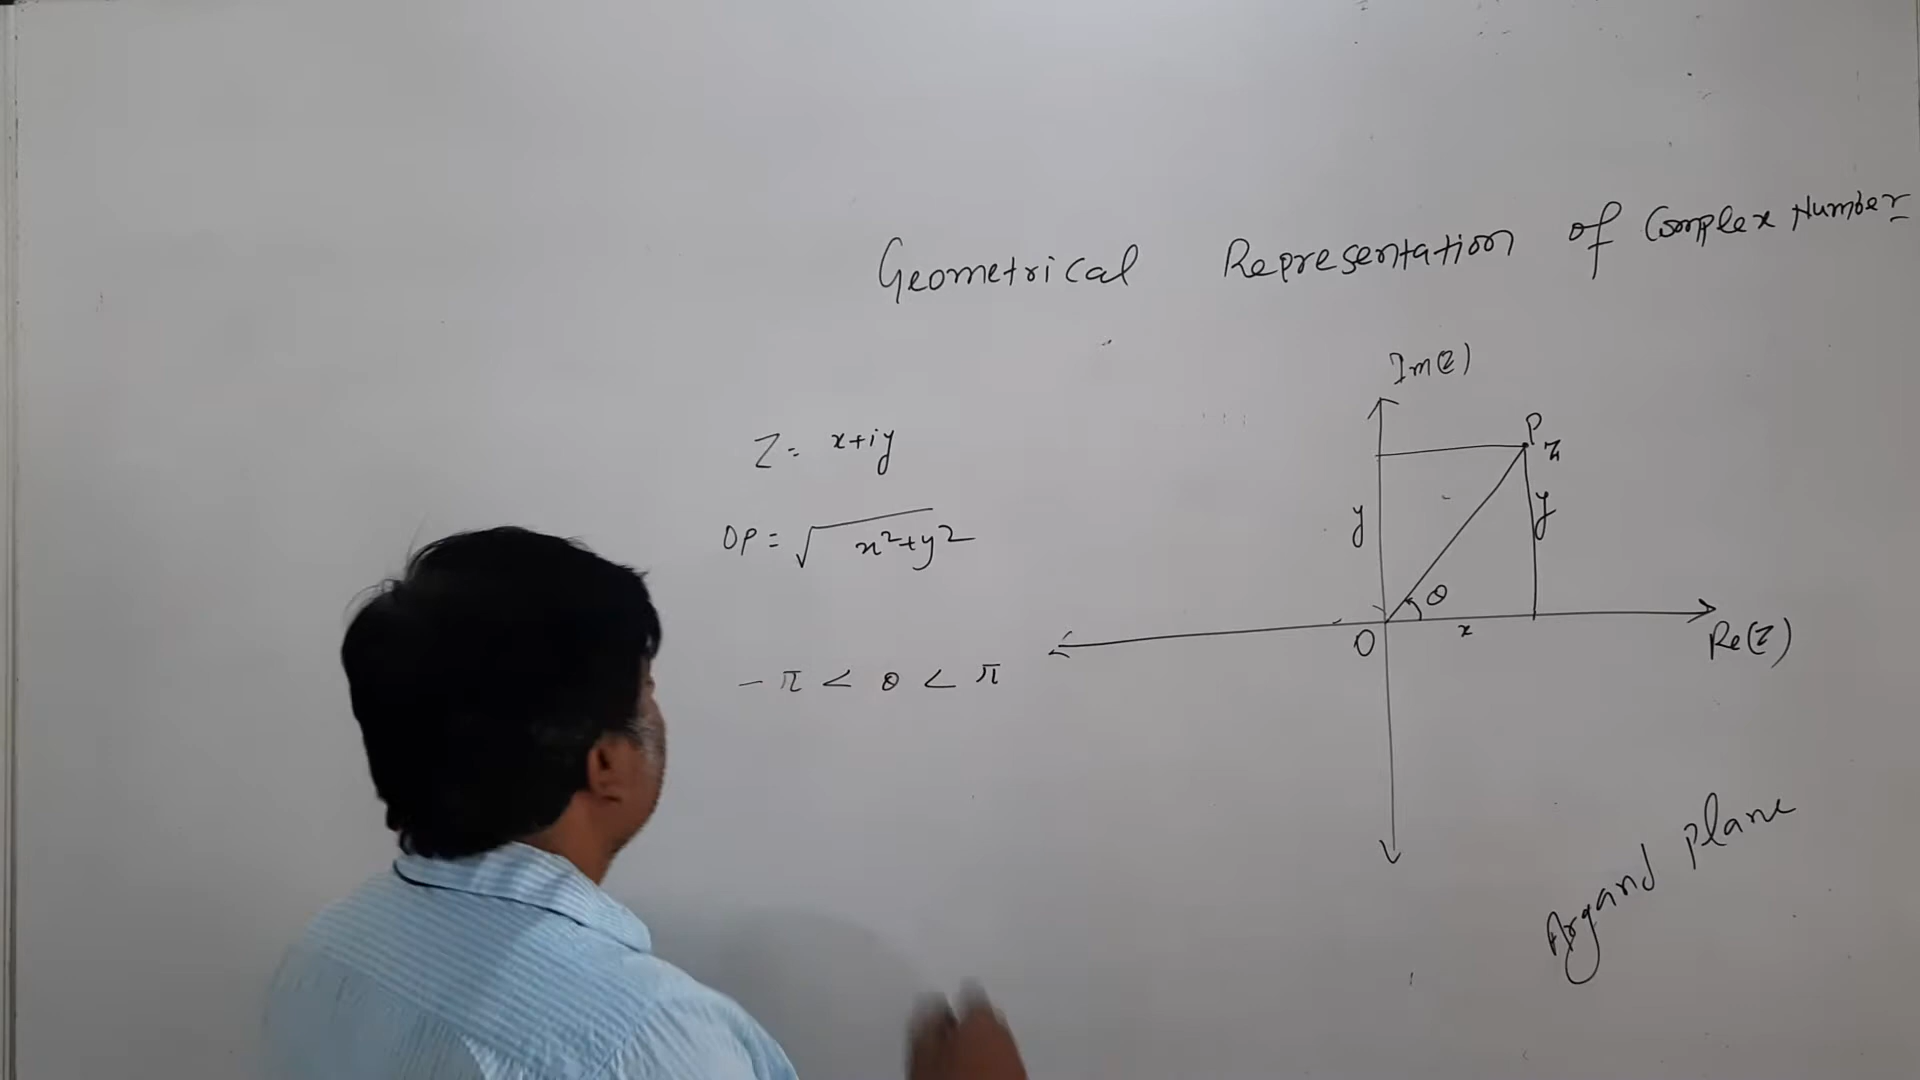 Geometrical Representation of Complex Number
Im(z)
Z = x+iy
P
z
OP = √x²+y²
y
y
θ
O
x
Re(z)
-π < θ < π
Argand plane